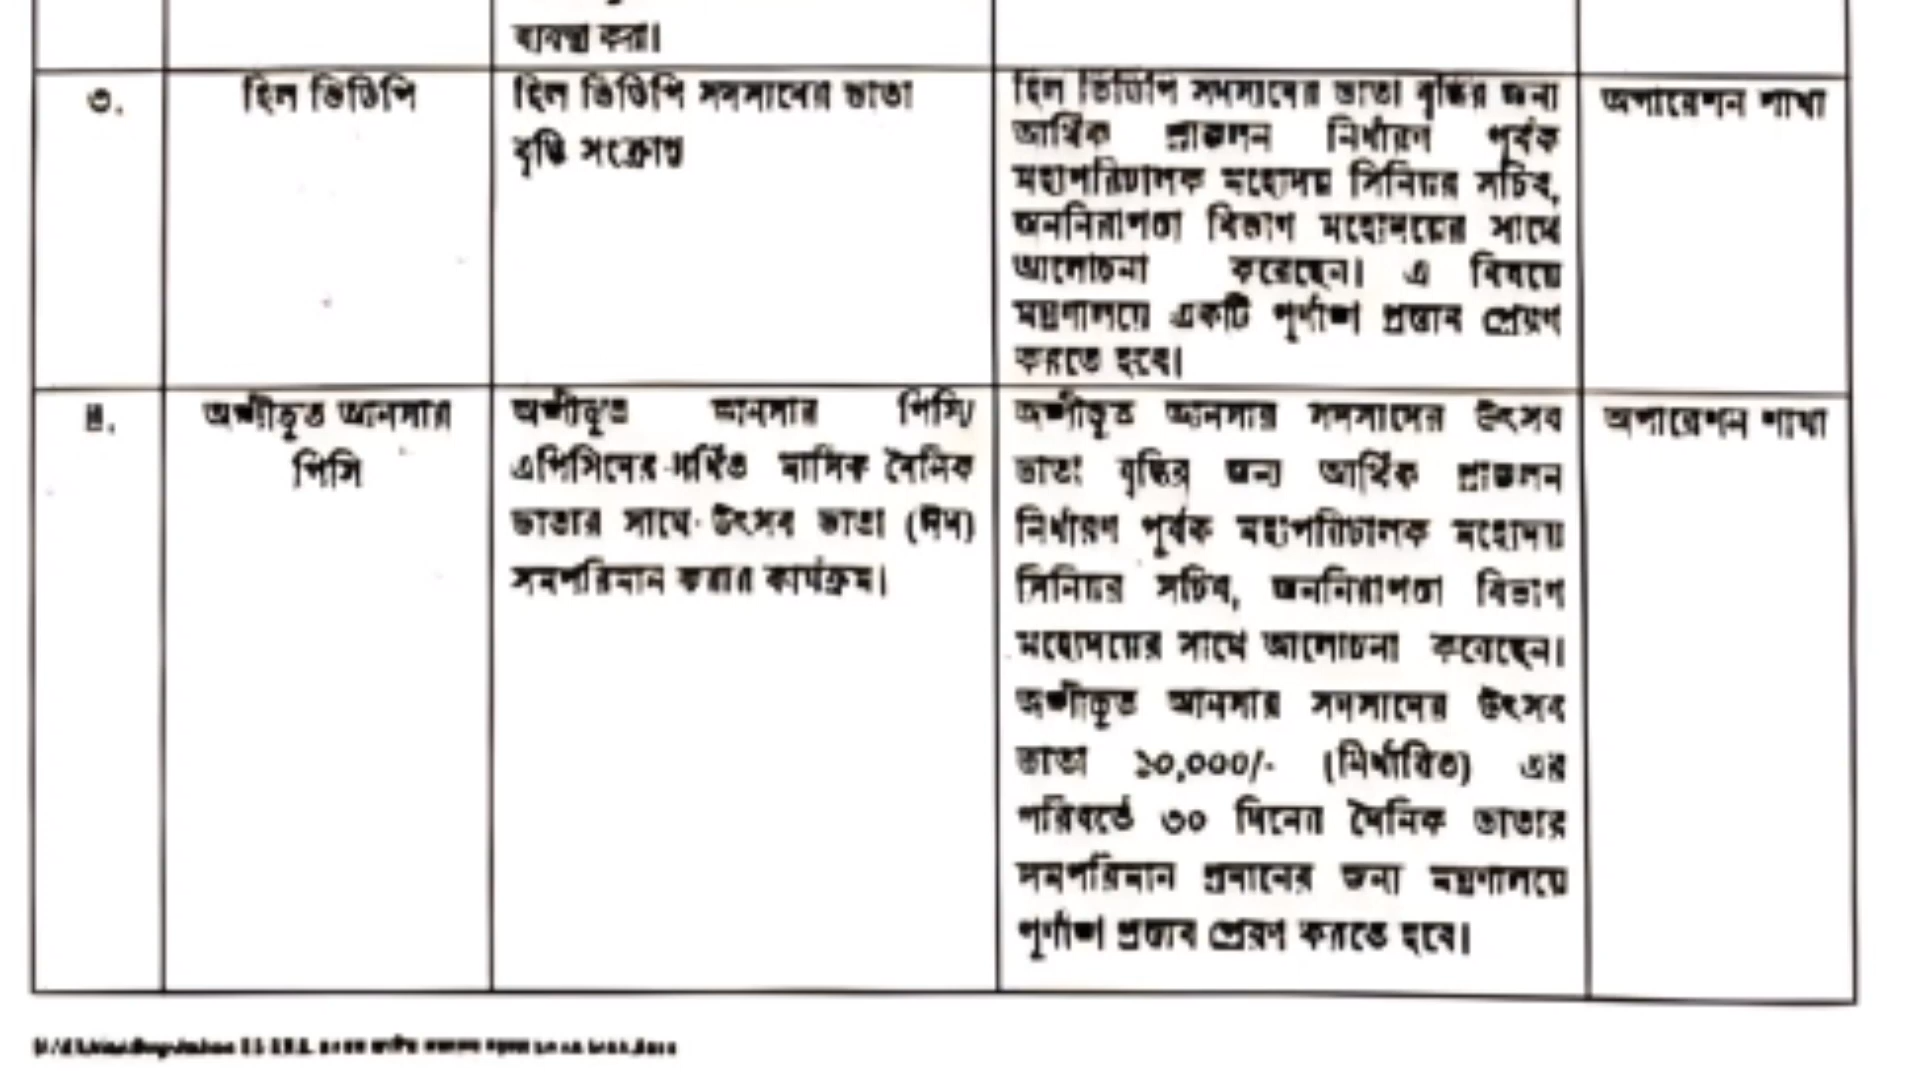 ব্যবস্থা করা।
৩.
হিল ভিডিপি
হিল ভিডিপি সদস্যদের ভাতা
বৃদ্ধি সংক্রান্ত
হিল ভিডিপি সদস্যদের ভাতা বৃদ্ধির জন্য
আর্থিক প্রাক্কলন নির্ধারণ পূর্বক
মহাপরিচালক মহোদয় সিনিয়র সচিব,
জননিরাপত্তা বিভাগ মহোদয়ের সাথে
আলোচনা করেছেন। এ বিষয়ে
মন্ত্রণালয়ে একটি পূর্ণাঙ্গ প্রস্তাব প্রেরণ
করতে হবে।
অপারেশন শাখা
৪.
অঙ্গীকৃত আনসার
পিসি
অঙ্গীকৃত আনসার পিসি/
এপিসিদের বর্ধিত মাসিক দৈনিক
ভাতার সাথে উৎসব ভাতা (ঈদ)
সমপরিমান করার কার্যক্রম।
অঙ্গীকৃত আনসার সদস্যদের উৎসব
ভাতা বৃদ্ধির জন্য আর্থিক প্রাক্কলন
নির্ধারণ পূর্বক মহাপরিচালক মহোদয়
সিনিয়র সচিব, জননিরাপত্তা বিভাগ
মহোদয়ের সাথে আলোচনা করেছেন।
অঙ্গীকৃত আনসার সদস্যদের উৎসব
ভাতা ১০,০০০/- (নির্ধারিত) এর
পরিবর্তে ৩০ দিনের দৈনিক ভাতার
সমপরিমান প্রদানের জন্য মন্ত্রণালয়ে
পূর্ণাঙ্গ প্রস্তাব প্রেরণ করতে হবে।
অপারেশন শাখা